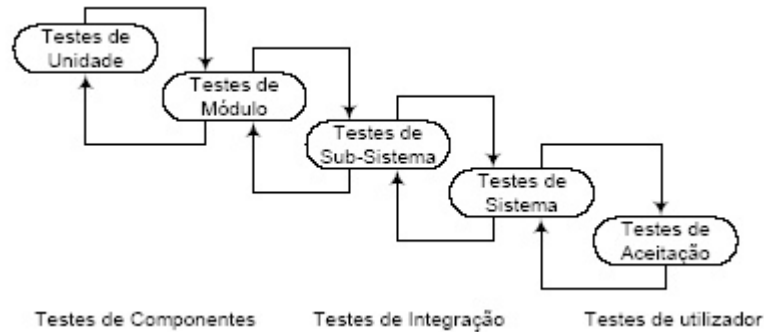 Testes de
Unidade
Testes de
Módulo
Testes de
Sub-Sistema
Testes de
Sistema
Testes de
Aceitação
Testes de Componentes
Testes de Integração
Testes de utilizador